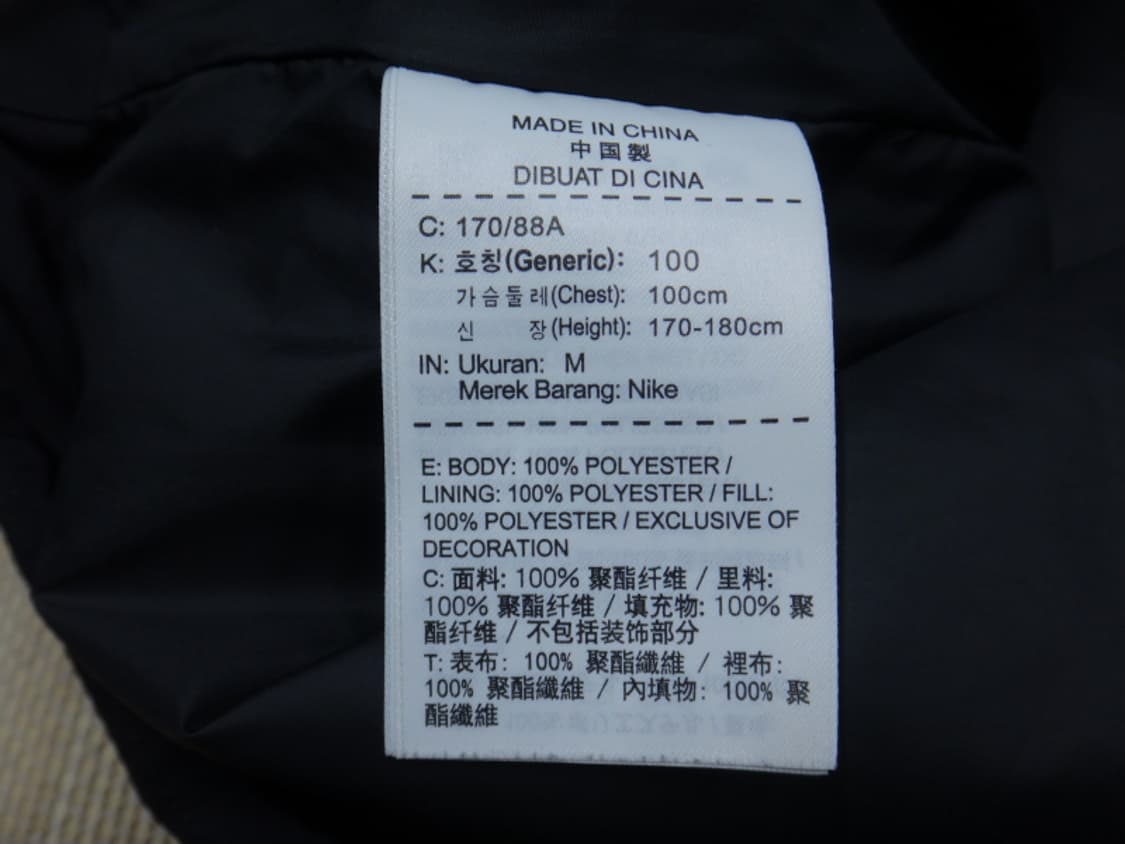 MADE IN CHINA
中国製
DIBUAT DI CINA
C: 170/88A
K: 호칭(Generic): 100
가슴둘레(Chest): 100cm
신 장(Height): 170-180cm
IN: Ukuran: M
Merek Barang: Nike
E: BODY: 100% POLYESTER /
LINING: 100% POLYESTER / FILL:
100% POLYESTER / EXCLUSIVE OF
DECORATION
C: 面料: 100% 聚酯纤维 / 里料:
100% 聚酯纤维 / 填充物: 100% 聚
酯纤维 / 不包括装饰部分
T: 表布: 100% 聚酯纖維 / 裡布:
100% 聚酯纖維 / 內填物: 100% 聚
酯纖維